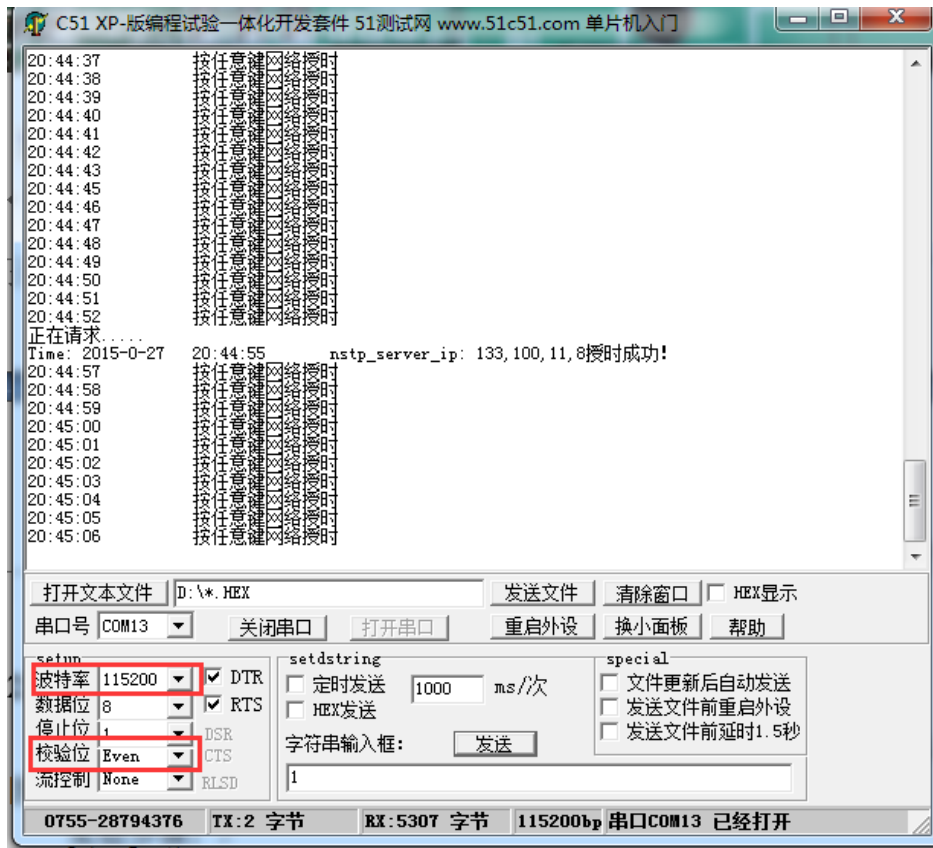 C51 XP-版编程试验一体化开发套件 51测试网 www.51c51.com 单片机入门
20:44:37 按任意键网络授时
20:44:38 按任意键网络授时
20:44:39 按任意键网络授时
20:44:40 按任意键网络授时
20:44:41 按任意键网络授时
20:44:42 按任意键网络授时
20:44:43 按任意键网络授时
20:44:45 按任意键网络授时
20:44:46 按任意键网络授时
20:44:47 按任意键网络授时
20:44:48 按任意键网络授时
20:44:49 按任意键网络授时
20:44:50 按任意键网络授时
20:44:51 按任意键网络授时
20:44:52 按任意键网络授时
正在请求.....
Time: 2015-0-27 20:44:55 nstp_server_ip: 133,100,11,8授时成功!
20:44:57 按任意键网络授时
20:44:58 按任意键网络授时
20:44:59 按任意键网络授时
20:45:00 按任意键网络授时
20:45:01 按任意键网络授时
20:45:02 按任意键网络授时
20:45:03 按任意键网络授时
20:45:04 按任意键网络授时
20:45:05 按任意键网络授时
20:45:06 按任意键网络授时
打开文本文件 D:\*.HEX 发送文件 清除窗口 HEX显示
串口号 COM13 关闭串口 打开串口 重启外设 换小面板 帮助
setup setdstring special
波特率 115200 DTR 定时发送 1000 ms//次 文件更新后自动发送
数据位 8 RTS HEX发送 发送文件前重启外设
停止位 1 DSR 字符串输入框: 发送 发送文件前延时1.5秒
校验位 Even CTS
流控制 None RLSD 1
0755-28794376 TX:2 字节 RX:5307 字节 115200bp 串口COM13 已经打开